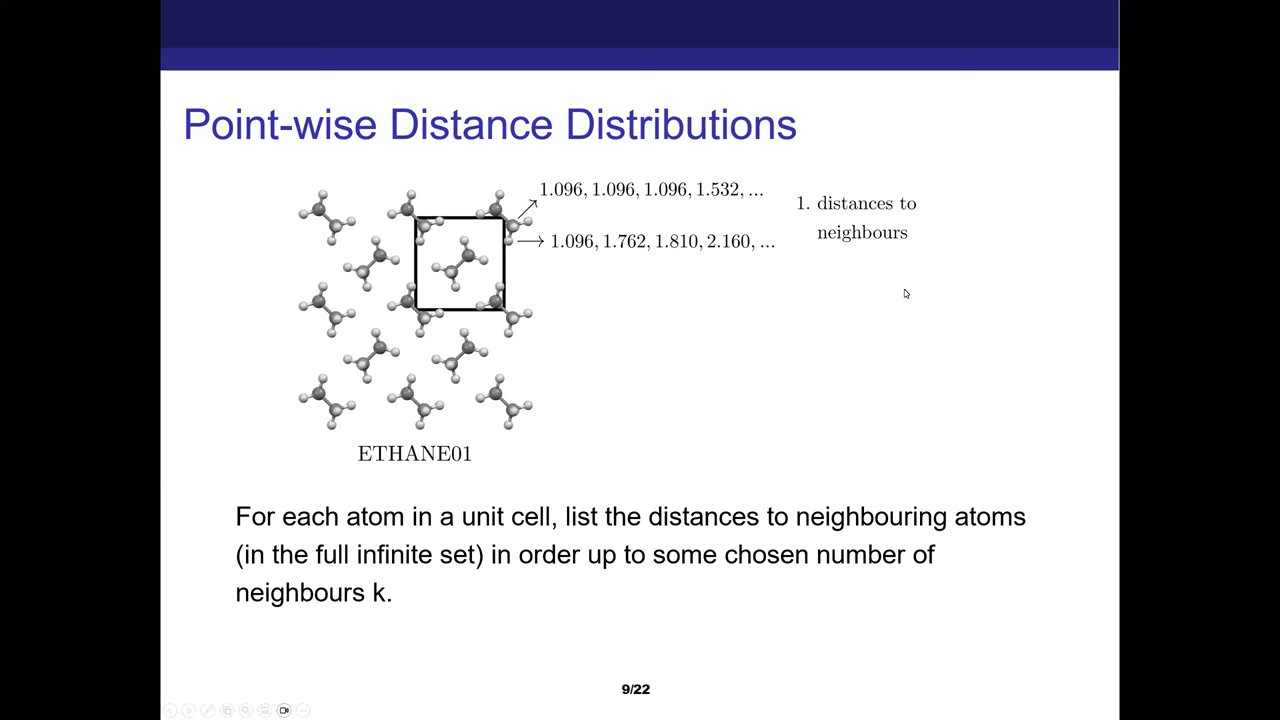 Point-wise Distance Distributions
1.096, 1.096, 1.096, 1.532, ...
1.096, 1.762, 1.810, 2.160, ...
1. distances to
neighbours
ETHANE01
For each atom in a unit cell, list the distances to neighbouring atoms
(in the full infinite set) in order up to some chosen number of
neighbours k.
9/22